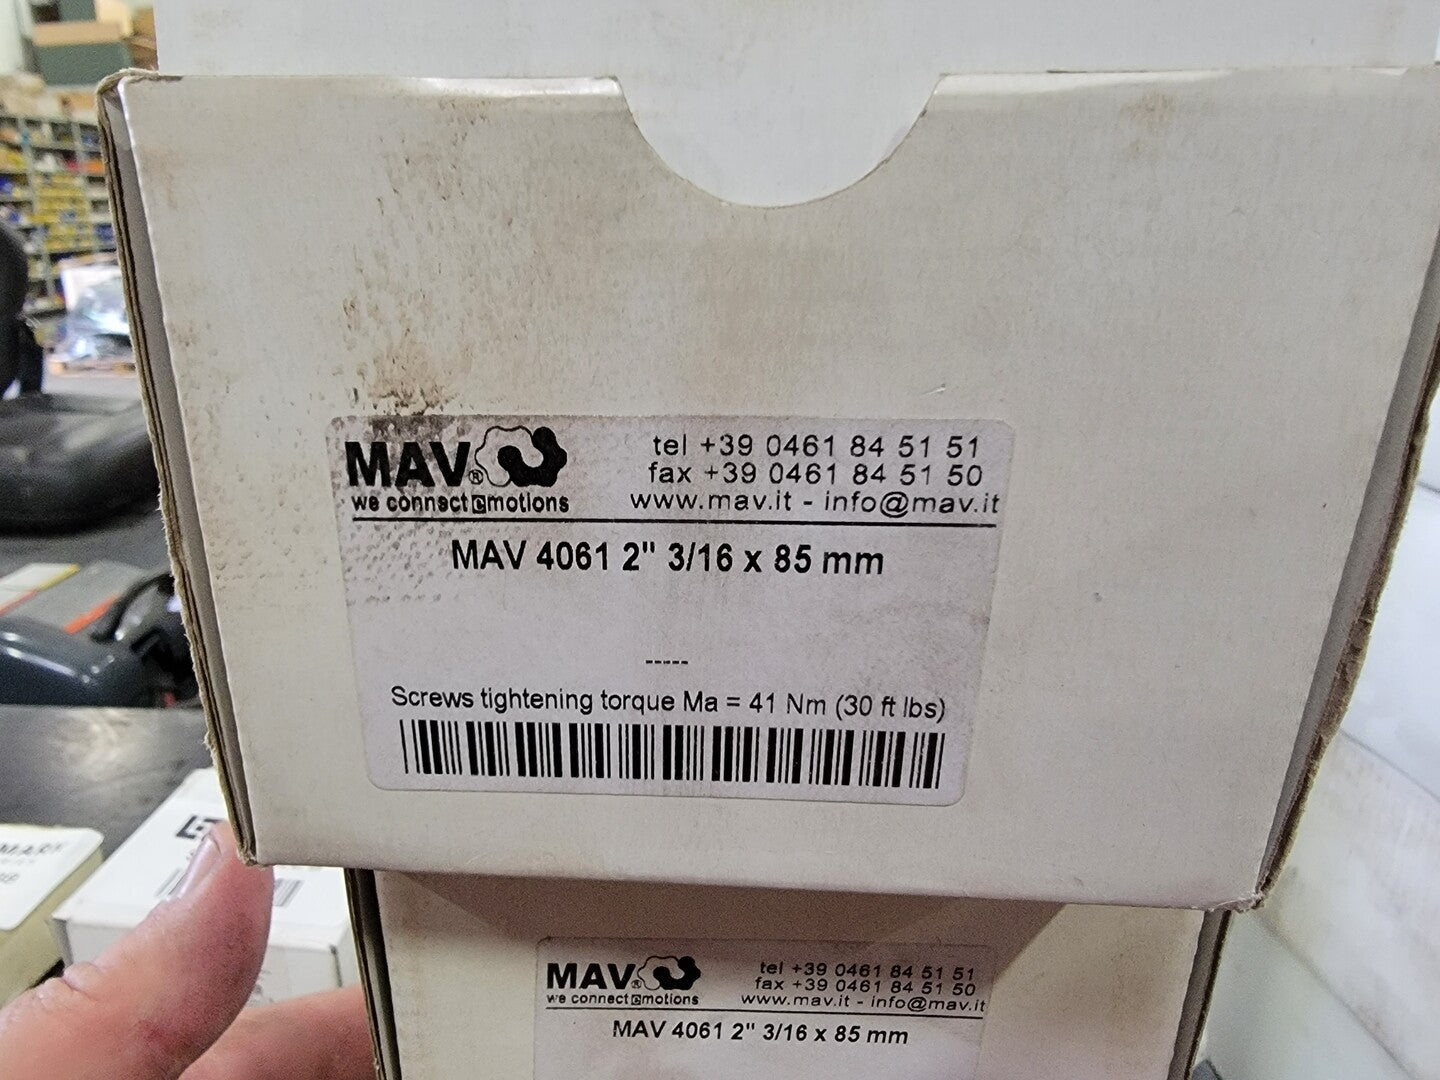 MAV®
we connect emotions
tel +39 0461 84 51 51
fax +39 0461 84 51 50
www.mav.it - info@mav.it
MAV 4061 2" 3/16 x 85 mm
-----
Screws tightening torque Ma = 41 Nm (30 ft lbs)
MAV®
we connect emotions
tel +39 0461 84 51 51
fax +39 0461 84 51 50
www.mav.it - info@mav.it
MAV 4061 2" 3/16 x 85 mm